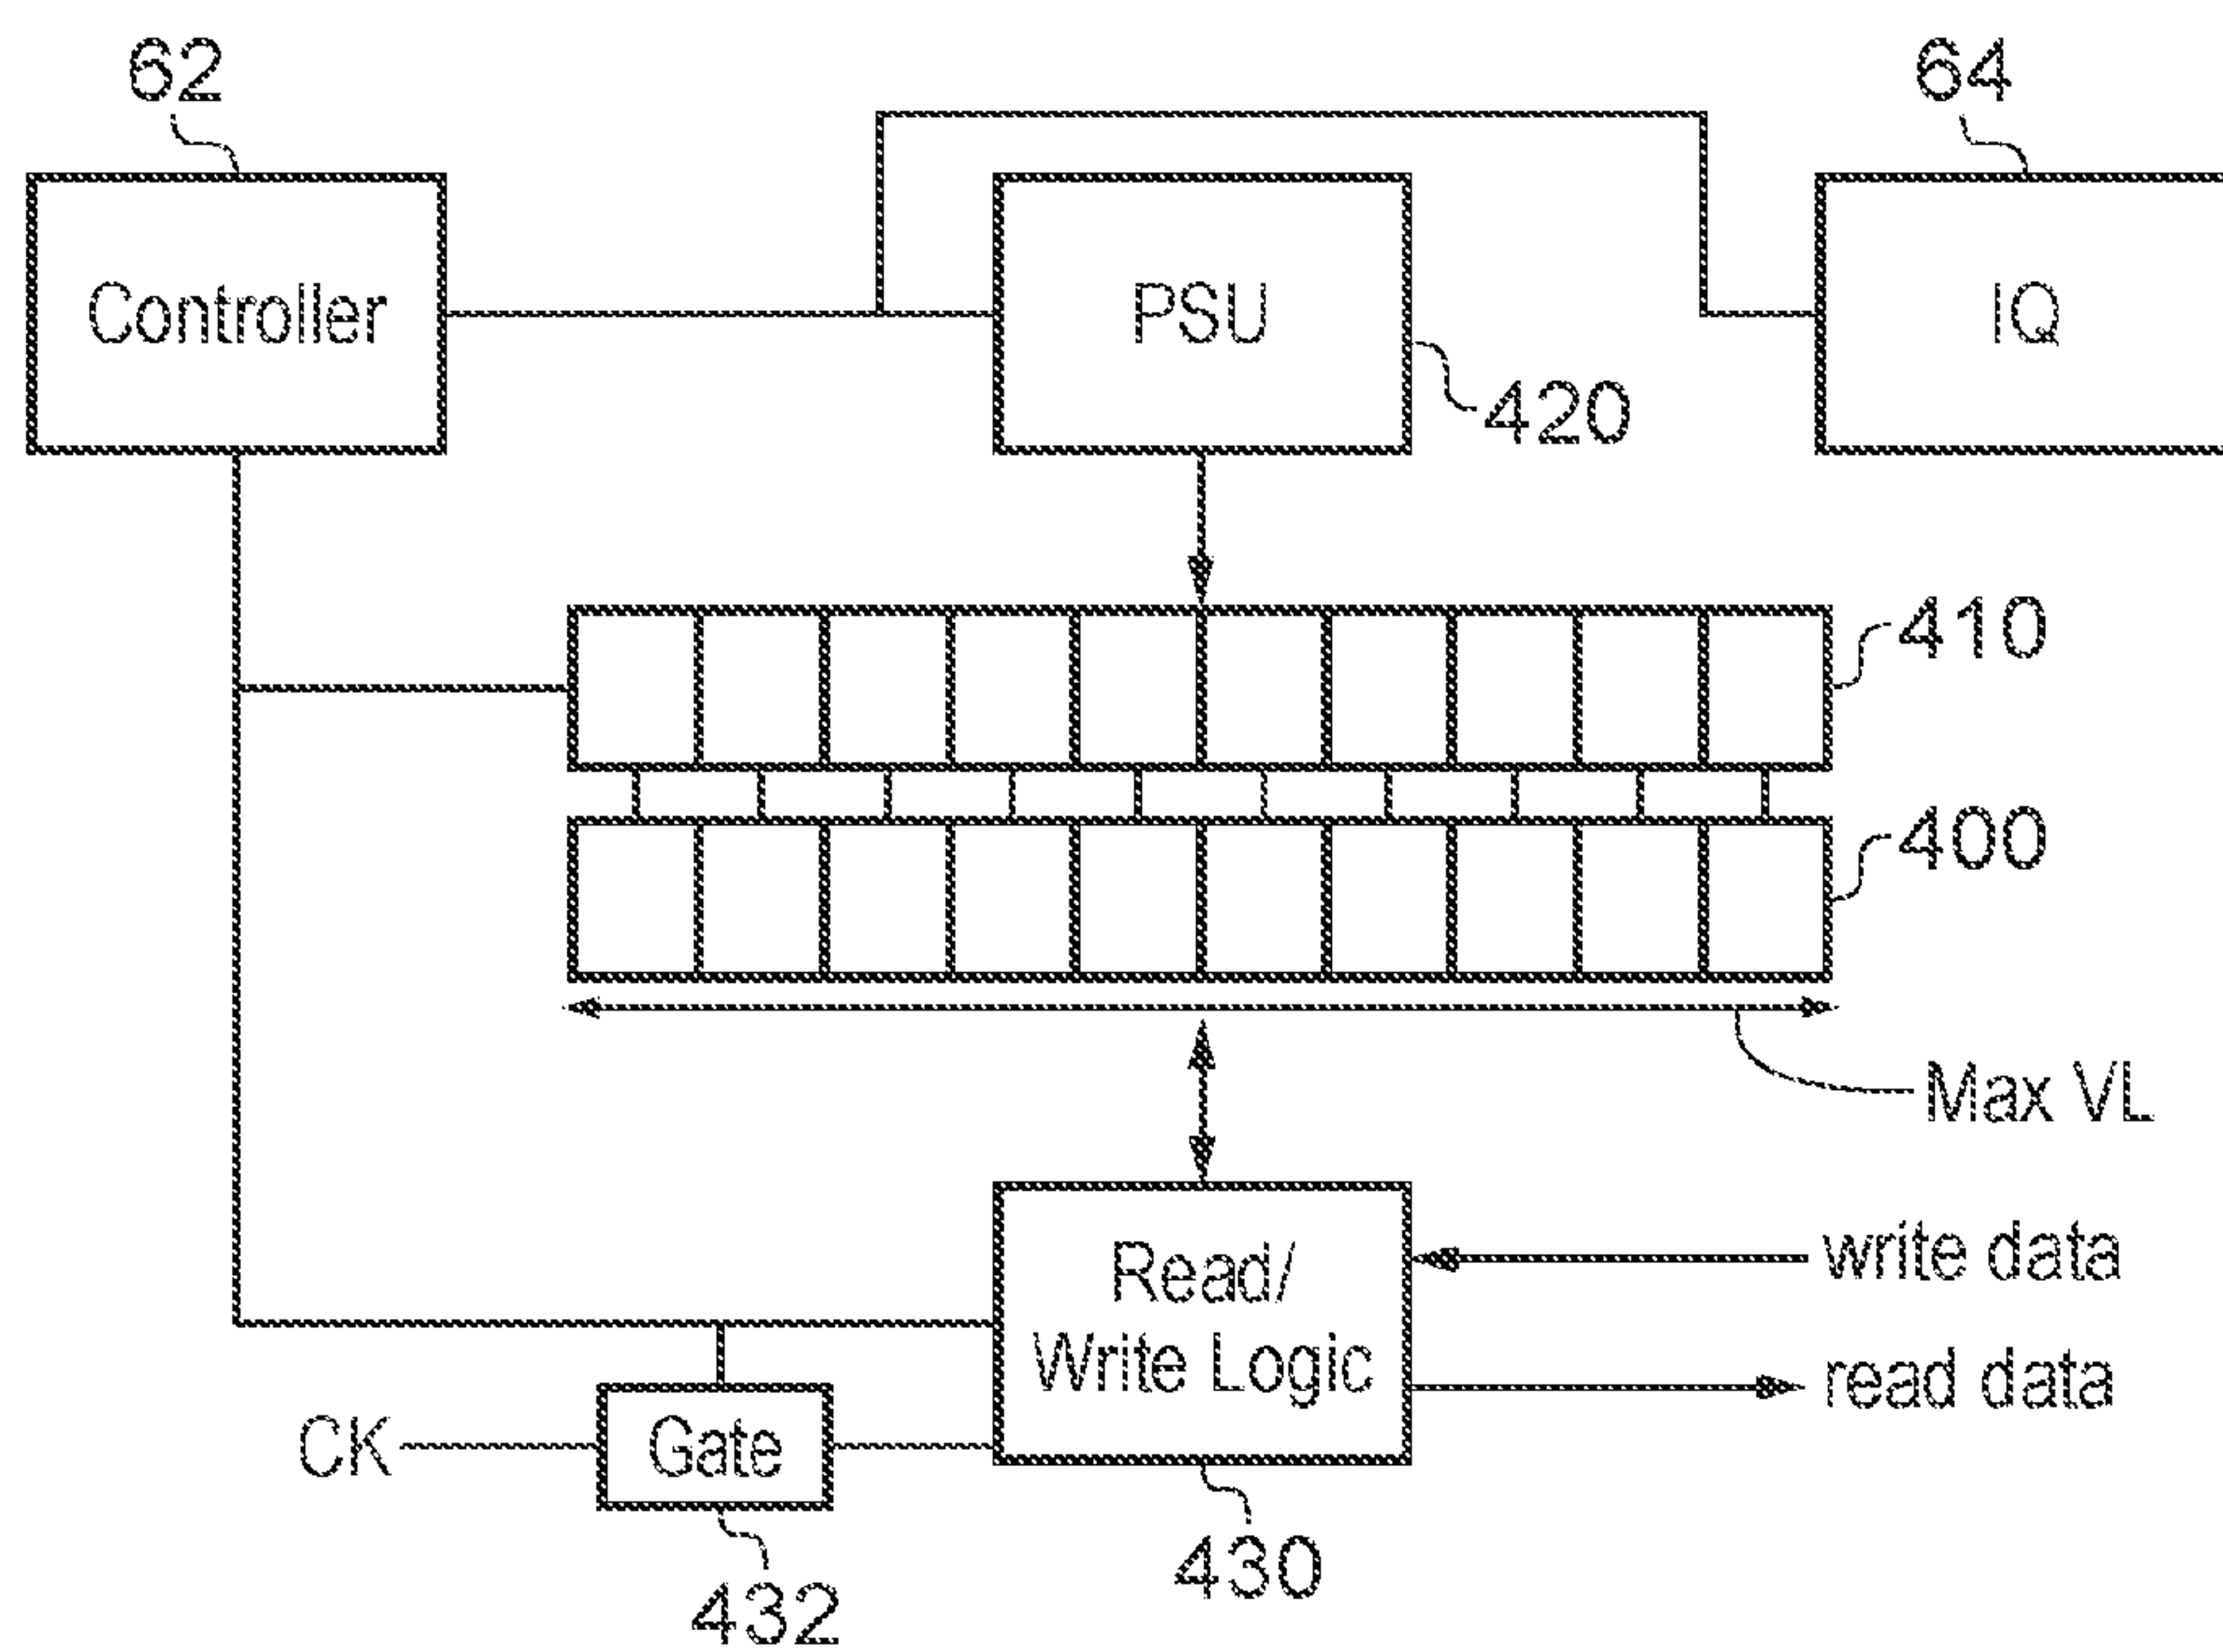 62
64
Controller
PSU
IQ
420
410
400
Max VL
Read/
Write Logic
write data
read data
CK
Gate
430
432